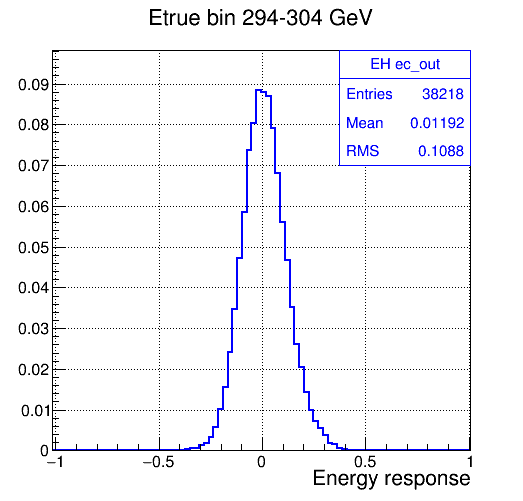 Etrue bin 294-304 GeV
EH ec_out
Entries 38218
Mean 0.01192
RMS 0.1088
0.09
0.08
0.07
0.06
0.05
0.04
0.03
0.02
0.01
0
−1 −0.5 0 0.5 1
Energy response